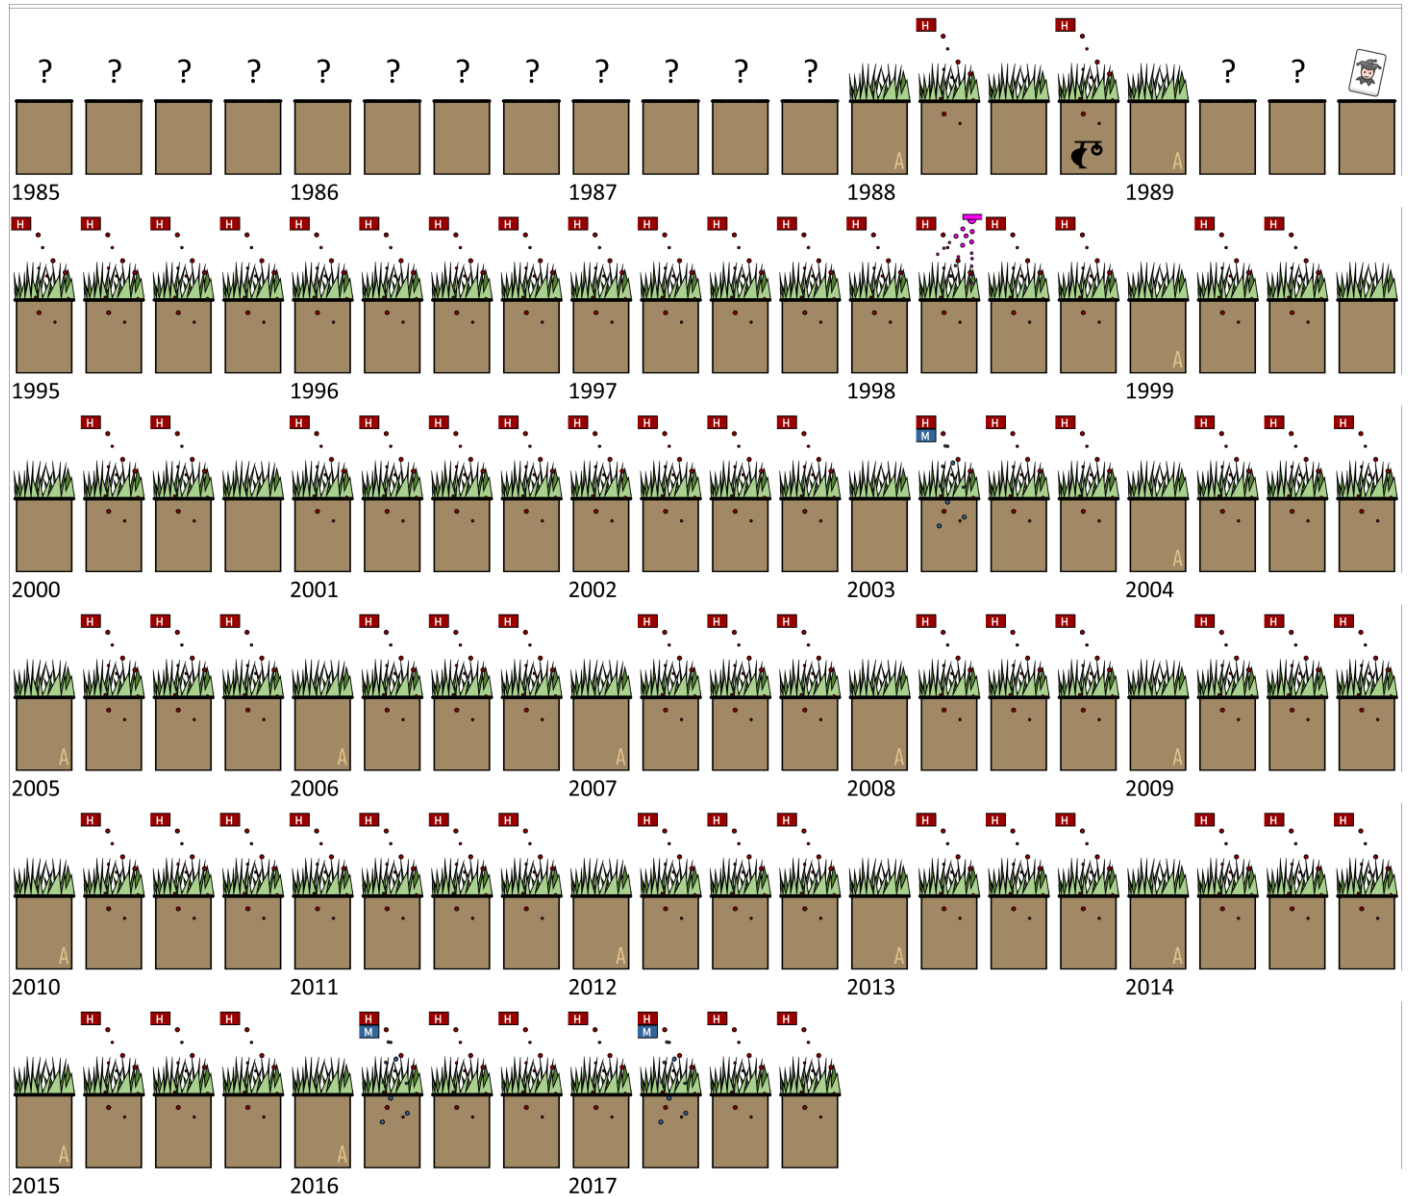 H H
? ? ? ? ? ? ? ? ? ? ? ? ? ?
A A
1985 1986 1987 1988 1989
H H H H H H H H H H H H H H H H H H
A
1995 1996 1997 1998 1999
H H H H H H H H H H H H H H H H
M
A
2000 2001 2002 2003 2004
H H H H H H H H H H H H H H H
A A A A A
2005 2006 2007 2008 2009
H H H H H H H H H H H H H H H H
A A A A
2010 2011 2012 2013 2014
H H H H H H H H H H
M M
A A
2015 2016 2017